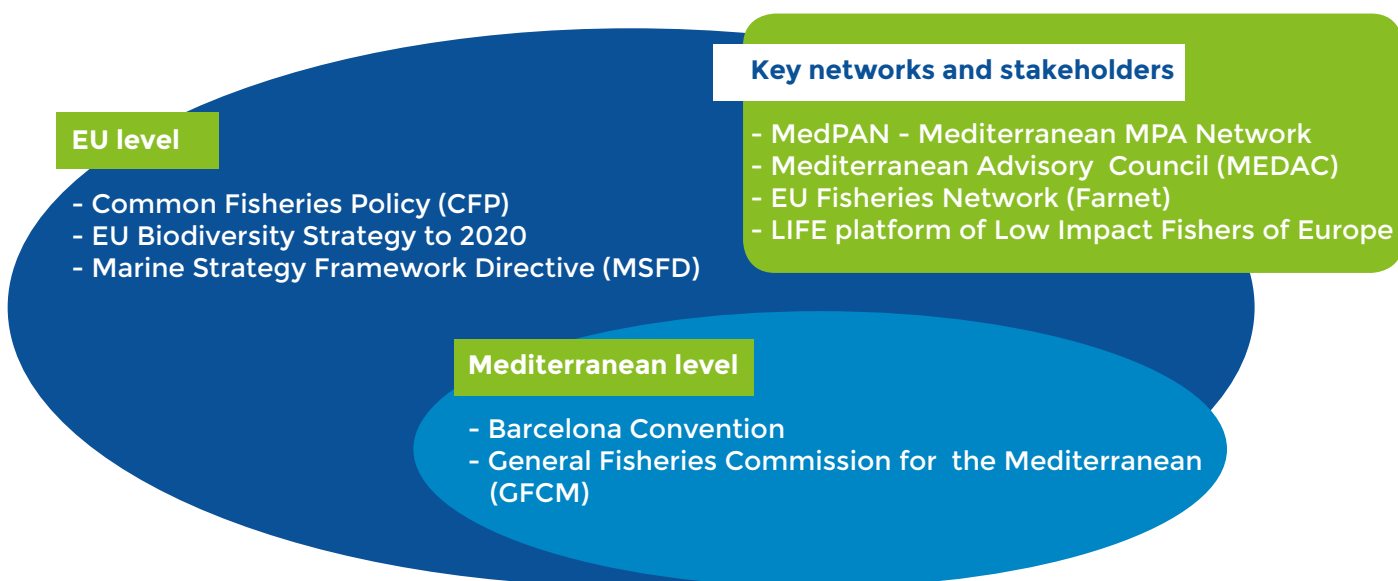 Key networks and stakeholders
- MedPAN - Mediterranean MPA Network
- Mediterranean Advisory Council (MEDAC)
- EU Fisheries Network (Farnet)
- LIFE platform of Low Impact Fishers of Europe
EU level
- Common Fisheries Policy (CFP)
- EU Biodiversity Strategy to 2020
- Marine Strategy Framework Directive (MSFD)
Mediterranean level
- Barcelona Convention
- General Fisheries Commission for the Mediterranean
(GFCM)